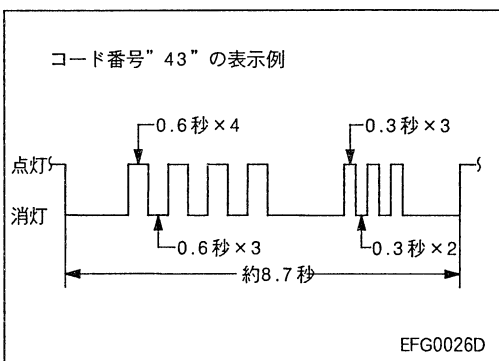 コード番号”43”の表示例
0.6秒×4
0.3秒×3
点灯
消灯
0.6秒×3
0.3秒×2
約8.7秒
EFG0026D